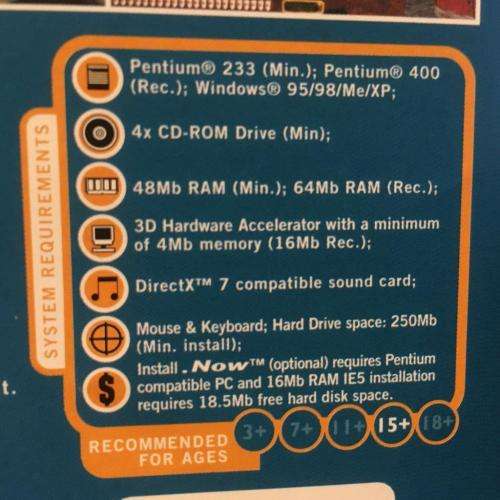 SYSTEM REQUIREMENTS
Pentium® 233 (Min.); Pentium® 400
(Rec.); Windows® 95/98/Me/XP;
4x CD-ROM Drive (Min);
48Mb RAM (Min.); 64Mb RAM (Rec.);
3D Hardware Accelerator with a minimum
of 4Mb memory (16Mb Rec.);
DirectX™ 7 compatible sound card;
Mouse & Keyboard; Hard Drive space: 250Mb
(Min. install);
Install .Now™ (optional) requires Pentium
compatible PC and 16Mb RAM IE5 installation
requires 18.5Mb free hard disk space.
$
t.
RECOMMENDED
FOR AGES
3+ 7+ 11+ 15+ 18+